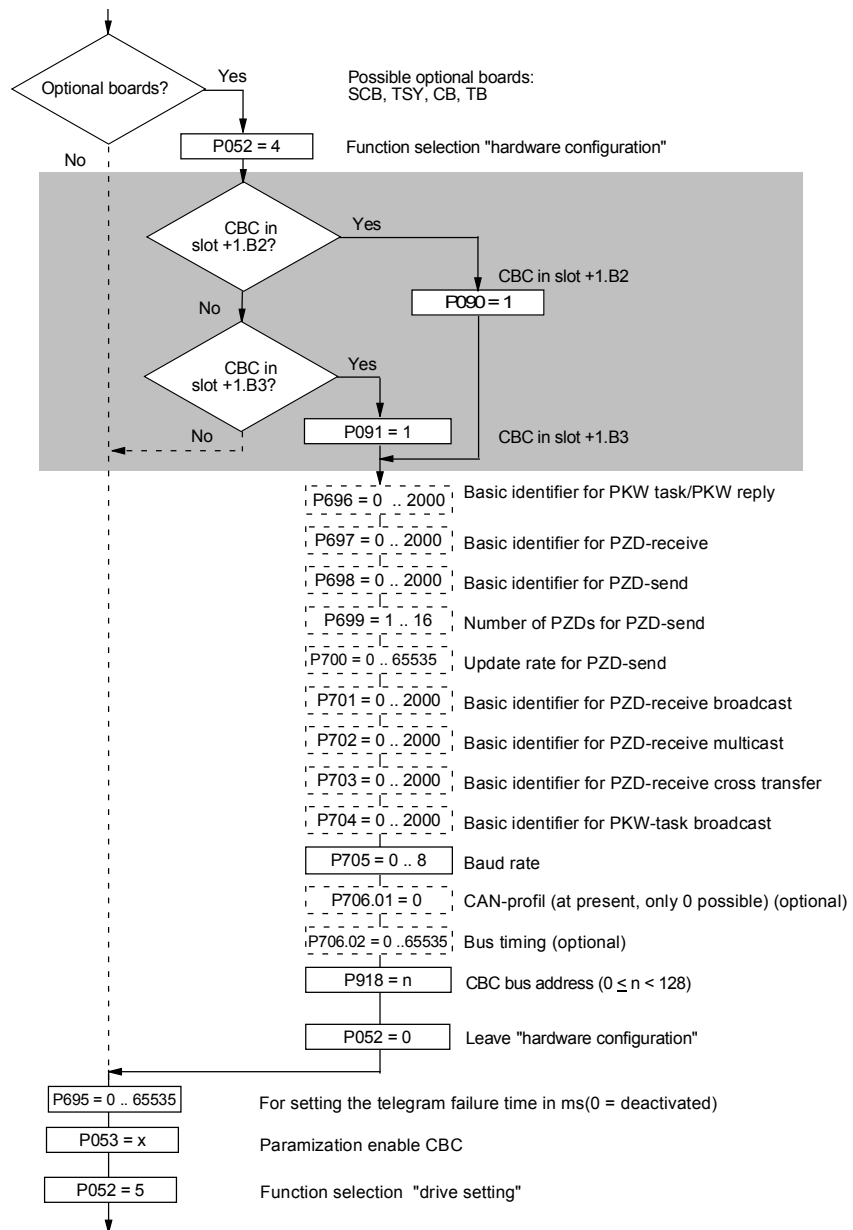 Optional boards?
Yes
Possible optional boards:
SCB, TSY, CB, TB
No
P052 = 4
Function selection "hardware configuration"
CBC in
slot +1.B2?
Yes
CBC in slot +1.B2
P090 = 1
No
CBC in
slot +1.B3?
Yes
No
P091 = 1
CBC in slot +1.B3
P696 = 0 .. 2000
Basic identifier for PKW task/PKW reply
P697 = 0 .. 2000
Basic identifier for PZD-receive
P698 = 0 .. 2000
Basic identifier for PZD-send
P699 = 1 .. 16
Number of PZDs for PZD-send
P700 = 0 .. 65535
Update rate for PZD-send
P701 = 0 .. 2000
Basic identifier for PZD-receive broadcast
P702 = 0 .. 2000
Basic identifier for PZD-receive multicast
P703 = 0 .. 2000
Basic identifier for PZD-receive cross transfer
P704 = 0 .. 2000
Basic identifier for PKW-task broadcast
P705 = 0 .. 8
Baud rate
P706.01 = 0
CAN-profil (at present, only 0 possible) (optional)
P706.02 = 0 ..65535
Bus timing (optional)
P918 = n
CBC bus address (0 ≤ n < 128)
P052 = 0
Leave "hardware configuration"
P695 = 0 .. 65535
For setting the telegram failure time in ms(0 = deactivated)
P053 = x
Paramization enable CBC
P052 = 5
Function selection "drive setting"